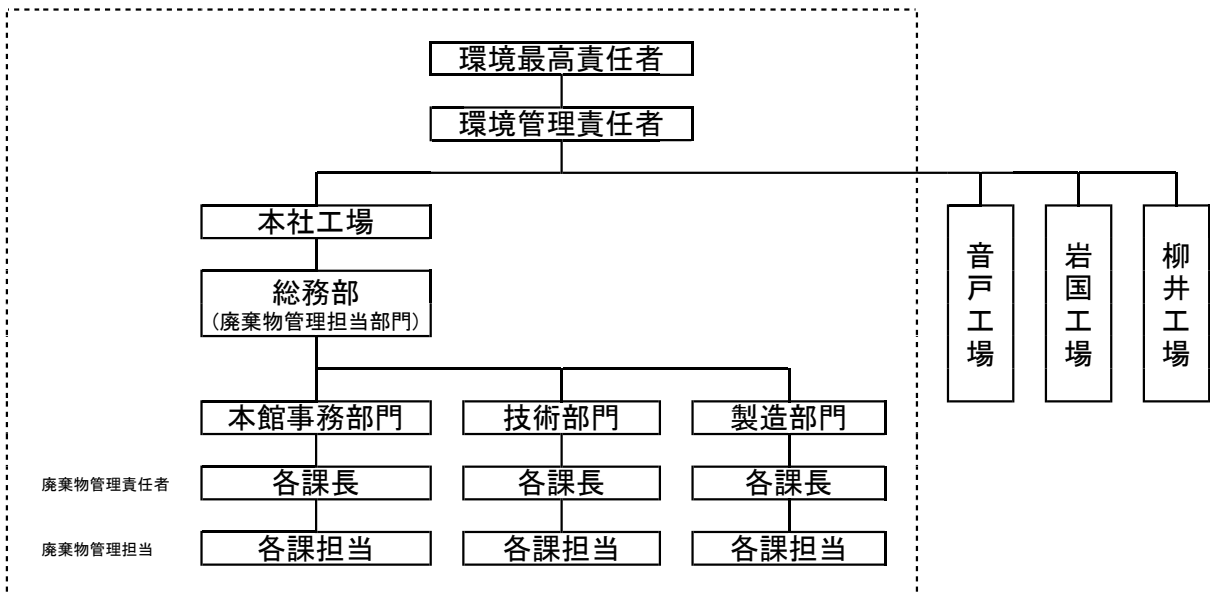 環境最高責任者
環境管理責任者
本社工場
総務部
（廃棄物管理担当部門）
音戸工場
岩国工場
柳井工場
本館事務部門
技術部門
製造部門
廃棄物管理責任者
各課長
各課長
各課長
廃棄物管理担当
各課担当
各課担当
各課担当